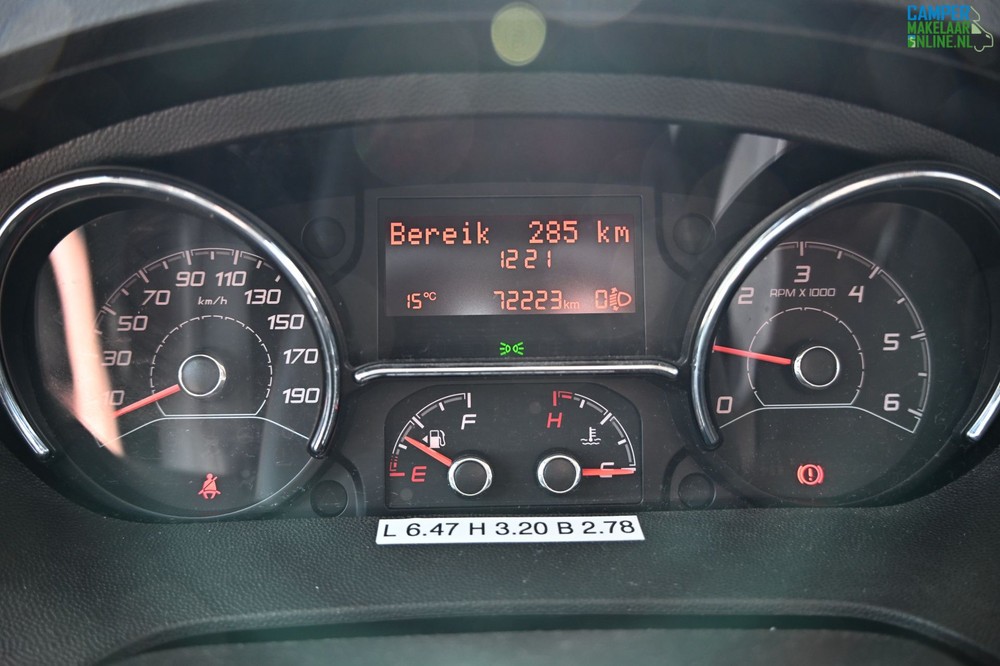 CAMPER
MAKELAAR
ONLINE.NL
Bereik 285 km
12:21
15°C 72223km 0
10 30 50 70 90 110 130 150 170 190
km/h
0 2 3 4 5 6
RPM X 1000
F
E
H
C
L 6.47 H 3.20 B 2.78